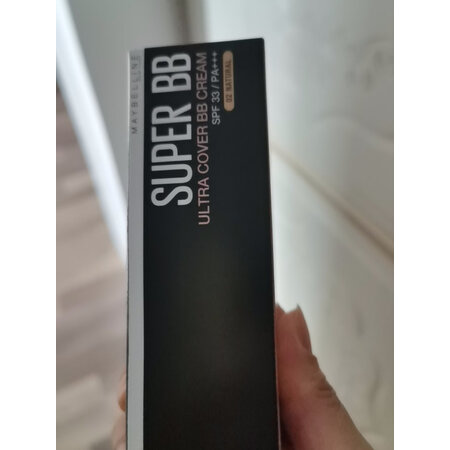 MAYBELLINE
SUPER BB
ULTRA COVER BB CREAM
SPF 33 / PA+++
02 NATURAL